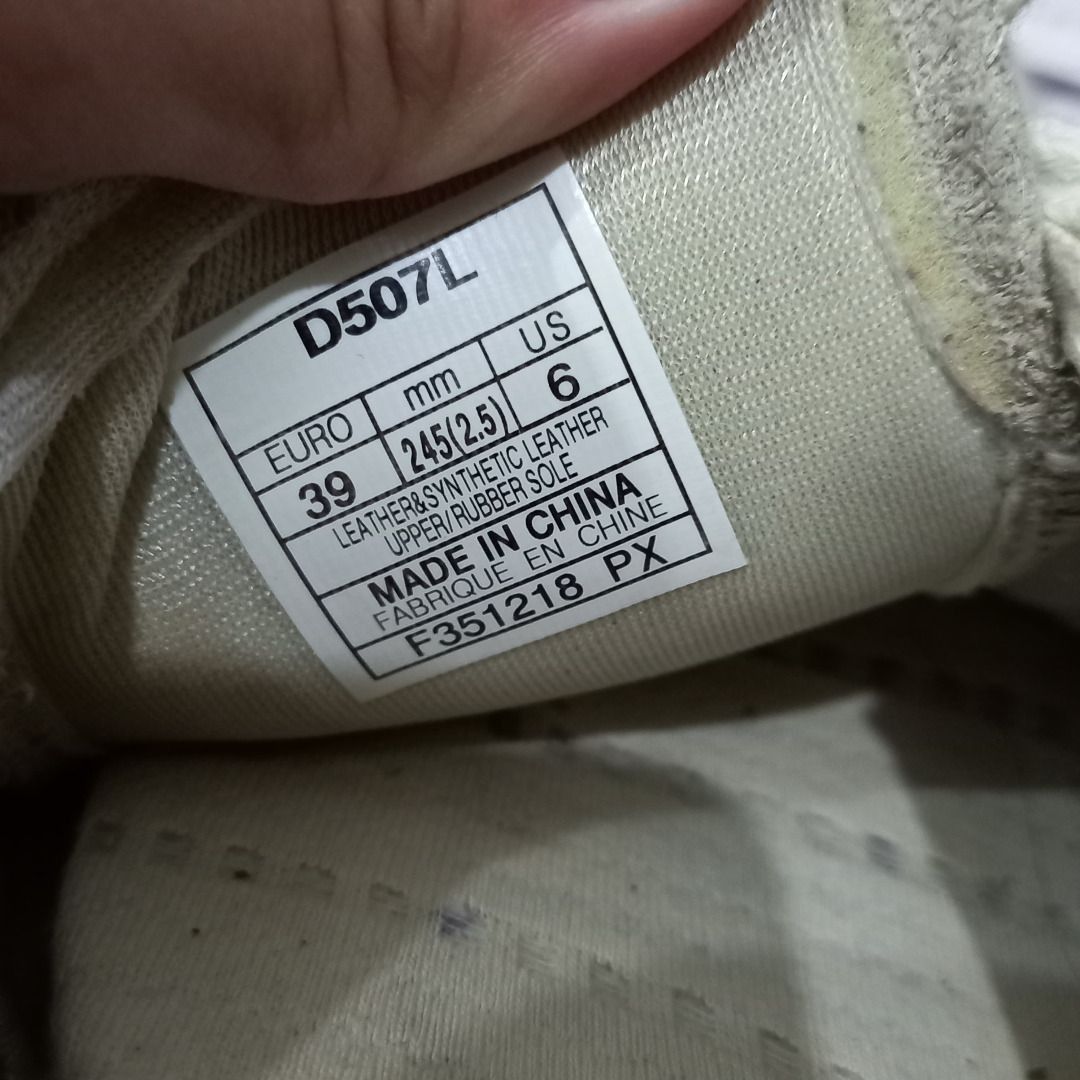 D507L
EURO mm US
39 245(2.5) 6
LEATHER&SYNTHETIC LEATHER
UPPER/RUBBER SOLE
MADE IN CHINA
FABRIQUE EN CHINE
F351218 PX